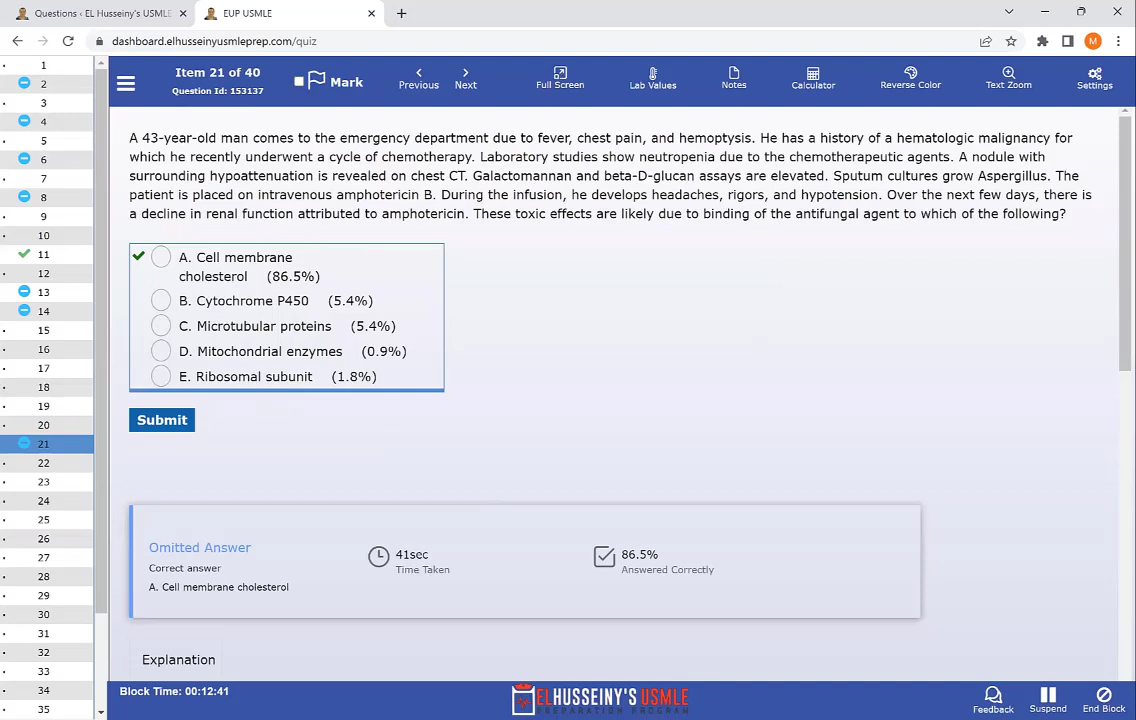 Questions ‹ EL Husseiny's USMLE
EUP USMLE
dashboard.elhusseinyusmleprep.com/quiz
M
Item 21 of 40
Question Id: 153137
Mark
Previous
Next
Full Screen
Lab Values
Notes
Calculator
Reverse Color
Text Zoom
Settings
1
2
3
4
5
6
7
8
9
10
11
12
13
14
15
16
17
18
19
20
21
22
23
24
25
26
27
28
29
30
31
32
33
34
35
A 43-year-old man comes to the emergency department due to fever, chest pain, and hemoptysis. He has a history of a hematologic malignancy for
which he recently underwent a cycle of chemotherapy. Laboratory studies show neutropenia due to the chemotherapeutic agents. A nodule with
surrounding hypoattenuation is revealed on chest CT. Galactomannan and beta-D-glucan assays are elevated. Sputum cultures grow Aspergillus. The
patient is placed on intravenous amphotericin B. During the infusion, he develops headaches, rigors, and hypotension. Over the next few days, there is
a decline in renal function attributed to amphotericin. These toxic effects are likely due to binding of the antifungal agent to which of the following?
A. Cell membrane
cholesterol (86.5%)
B. Cytochrome P450 (5.4%)
C. Microtubular proteins (5.4%)
D. Mitochondrial enzymes (0.9%)
E. Ribosomal subunit (1.8%)
Submit
Omitted Answer
Correct answer
A. Cell membrane cholesterol
41sec
Time Taken
86.5%
Answered Correctly
Explanation
Block Time: 00:12:41
ELHUSSEINY'S USMLE
PREPARATION PROGRAM
Feedback
Suspend
End Block